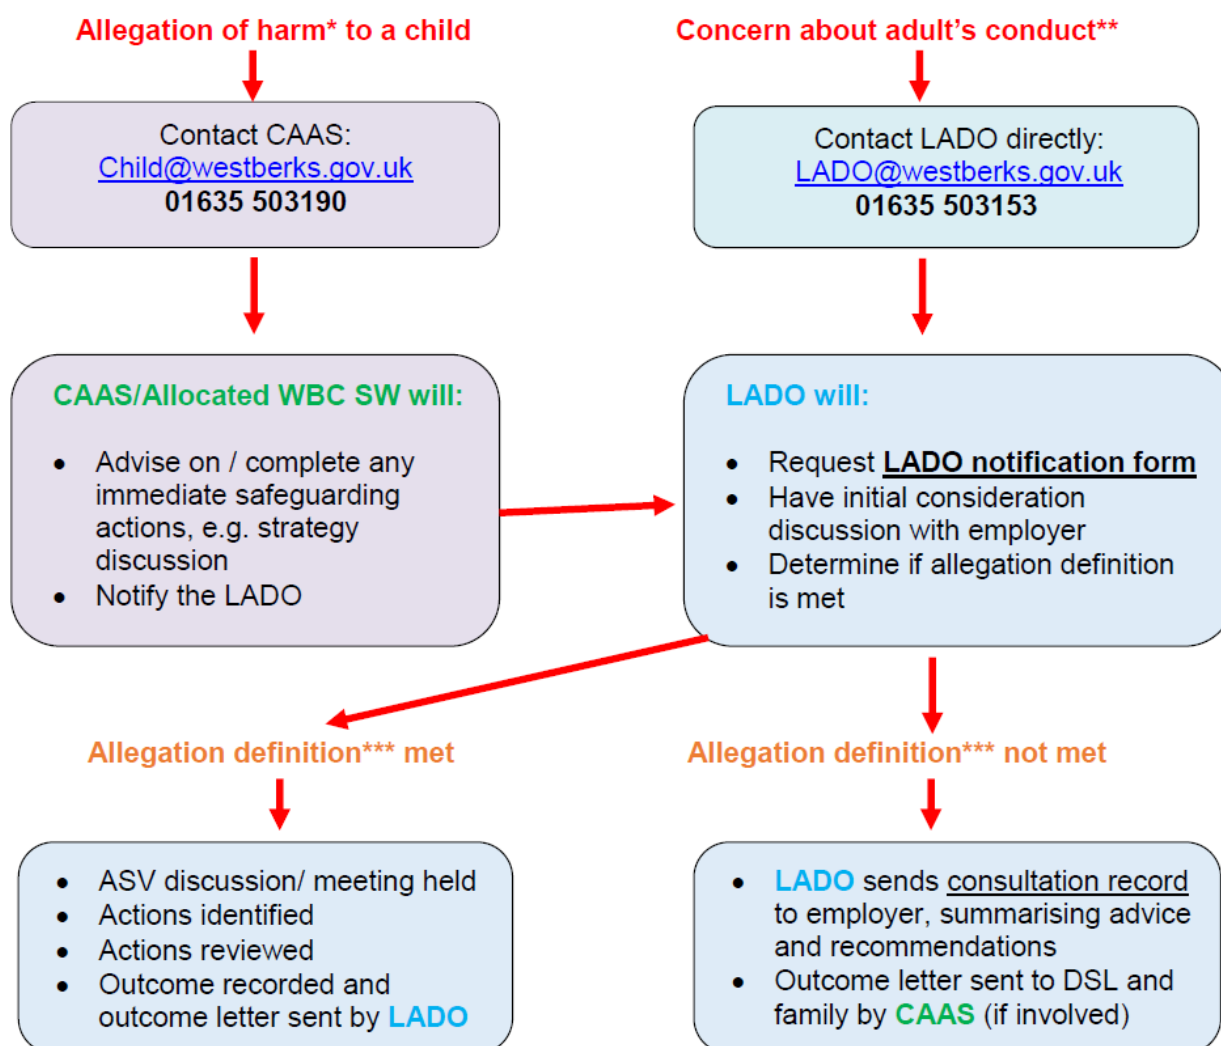 Allegation of harm* to a child
Concern about adult's conduct**
Contact CAAS:
Child@westberks.gov.uk
01635 503190
Contact LADO directly:
LADO@westberks.gov.uk
01635 503153
CAAS/Allocated WBC SW will:
• Advise on / complete any
immediate safeguarding
actions, e.g. strategy
discussion
• Notify the LADO
LADO will:
• Request LADO notification form
• Have initial consideration
discussion with employer
• Determine if allegation definition
is met
Allegation definition*** met
Allegation definition*** not met
• ASV discussion/ meeting held
• Actions identified
• Actions reviewed
• Outcome recorded and
outcome letter sent by LADO
• LADO sends consultation record
to employer, summarising advice
and recommendations
• Outcome letter sent to DSL and
family by CAAS (if involved)